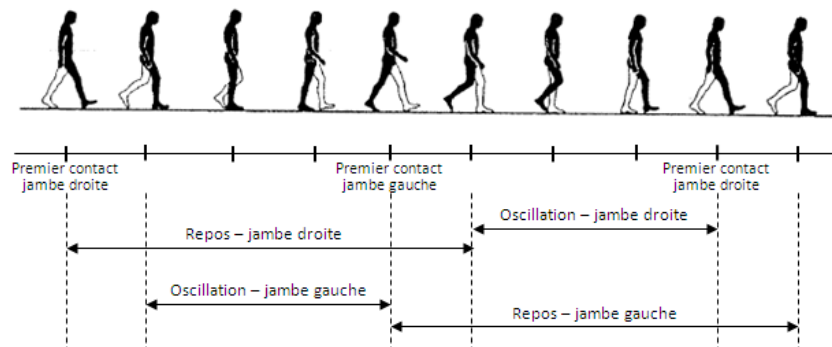 Premier contact
jambe droite
Premier contact
jambe gauche
Premier contact
jambe droite
Oscillation – jambe droite
Repos – jambe droite
Oscillation – jambe gauche
Repos – jambe gauche